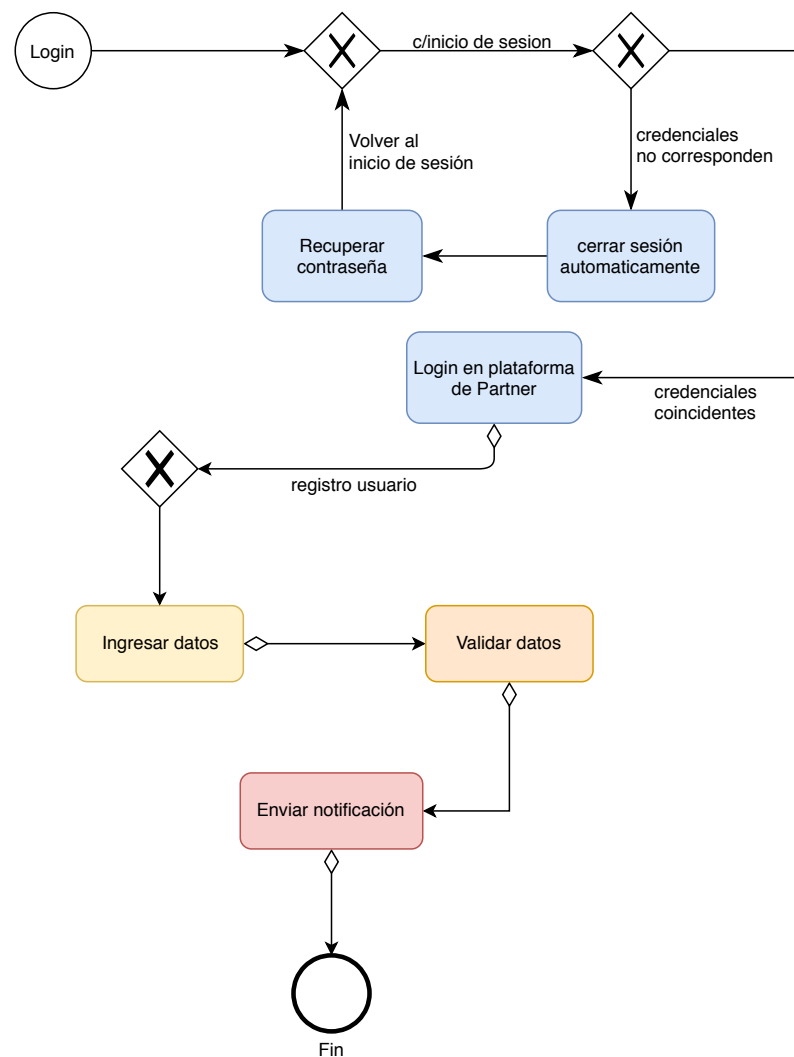 Login
c/inicio de sesion
Volver al
inicio de sesión
credenciales
no corresponden
Recuperar
contraseña
cerrar sesión
automaticamente
Login en plataforma
de Partner
credenciales
coincidentes
registro usuario
Ingresar datos
Validar datos
Enviar notificación
Fin